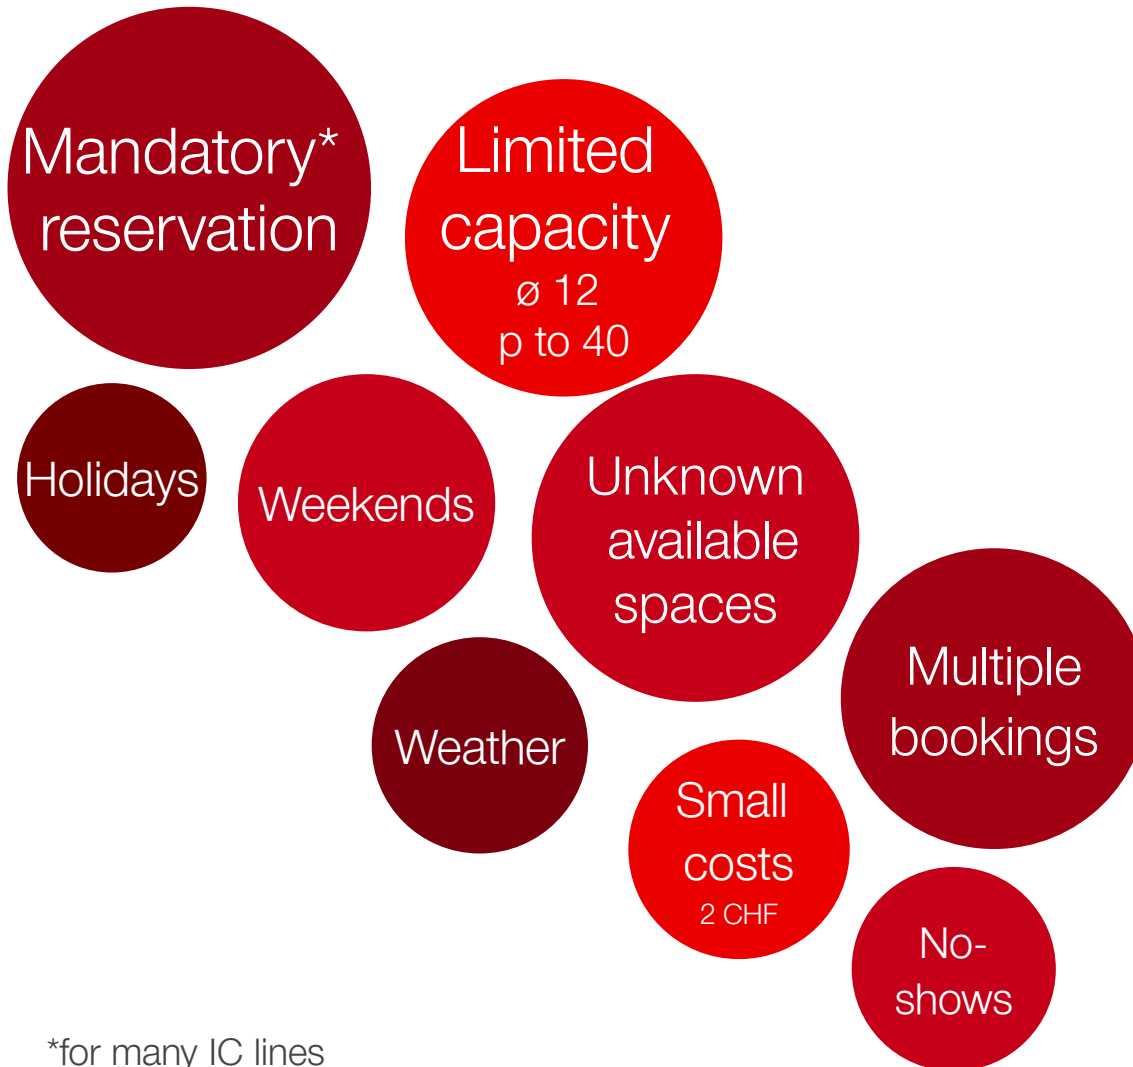 Mandatory*
reservation
Limited
capacity
ø 12
p to 40
Holidays
Weekends
Unknown
available
spaces
Multiple
bookings
Weather
Small
costs
2 CHF
No-
shows
*for many IC lines